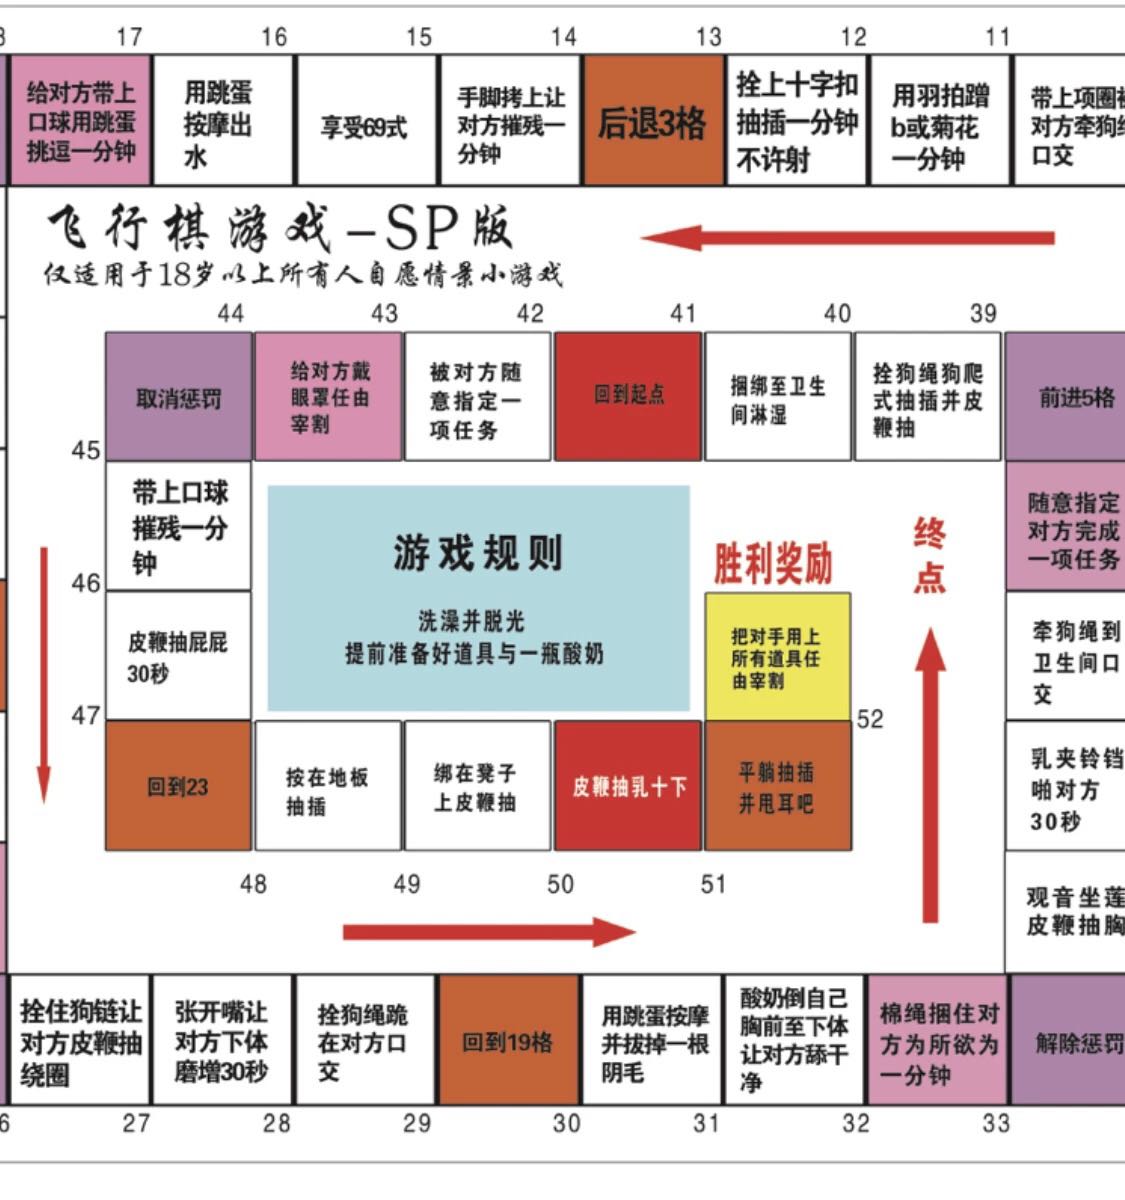 17
16
15
14
13
12
11
给对方带上
口球用跳蛋
挑逗一分钟
用跳蛋
按摩出
水
享受69式
手脚拷上让
对方摧残一
分钟
后退3格
拴上十字扣
抽插一分钟
不许射
用羽拍蹭
b或菊花
一分钟
带上项圈被
对方牵狗绳
口交
飞行棋游戏–SP版
仅适用于18岁以上所有人自愿情景小游戏
44
43
42
41
40
39
取消惩罚
给对方戴
眼罩任由
宰割
被对方随
意指定一
项任务
回到起点
捆绑至卫生
间淋湿
拴狗绳狗爬
式抽插并皮
鞭抽
前进5格
45
带上口球
摧残一分
钟
游戏规则
洗澡并脱光
提前准备好道具与一瓶酸奶
胜利奖励
终
点
随意指定
对方完成
一项任务
46
皮鞭抽屁屁
30秒
把对手用上
所有道具任
由宰割
牵狗绳到
卫生间口
交
47
52
回到23
按在地板
抽插
绑在凳子
上皮鞭抽
皮鞭抽乳十下
平躺抽插
并甩耳吧
乳夹铃铛
啪对方
30秒
48
49
50
51
观音坐莲
皮鞭抽胸
拴住狗链让
对方皮鞭抽
绕圈
张开嘴让
对方下体
磨增30秒
拴狗绳跪
在对方口
交
回到19格
用跳蛋按摩
并拔掉一根
阴毛
酸奶倒自己
胸前至下体
让对方舔干
净
棉绳捆住对
方为所欲为
一分钟
解除惩罚
27
28
29
30
31
32
33